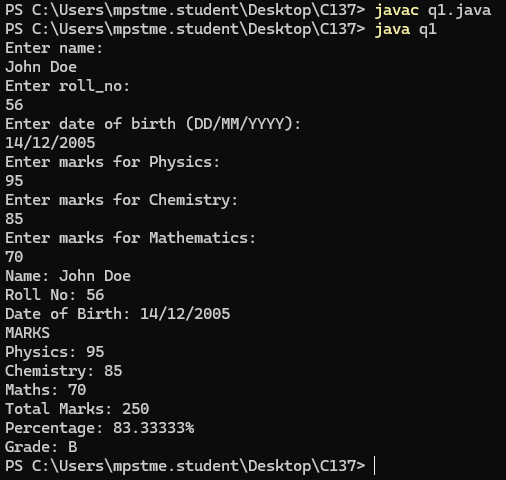 PS C:\Users\mpstme.student\Desktop\C137> javac q1.java
PS C:\Users\mpstme.student\Desktop\C137> java q1
Enter name:
John Doe
Enter roll_no:
56
Enter date of birth (DD/MM/YYYY):
14/12/2005
Enter marks for Physics:
95
Enter marks for Chemistry:
85
Enter marks for Mathematics:
70
Name: John Doe
Roll No: 56
Date of Birth: 14/12/2005
MARKS
Physics: 95
Chemistry: 85
Maths: 70
Total Marks: 250
Percentage: 83.33333%
Grade: B
PS C:\Users\mpstme.student\Desktop\C137>